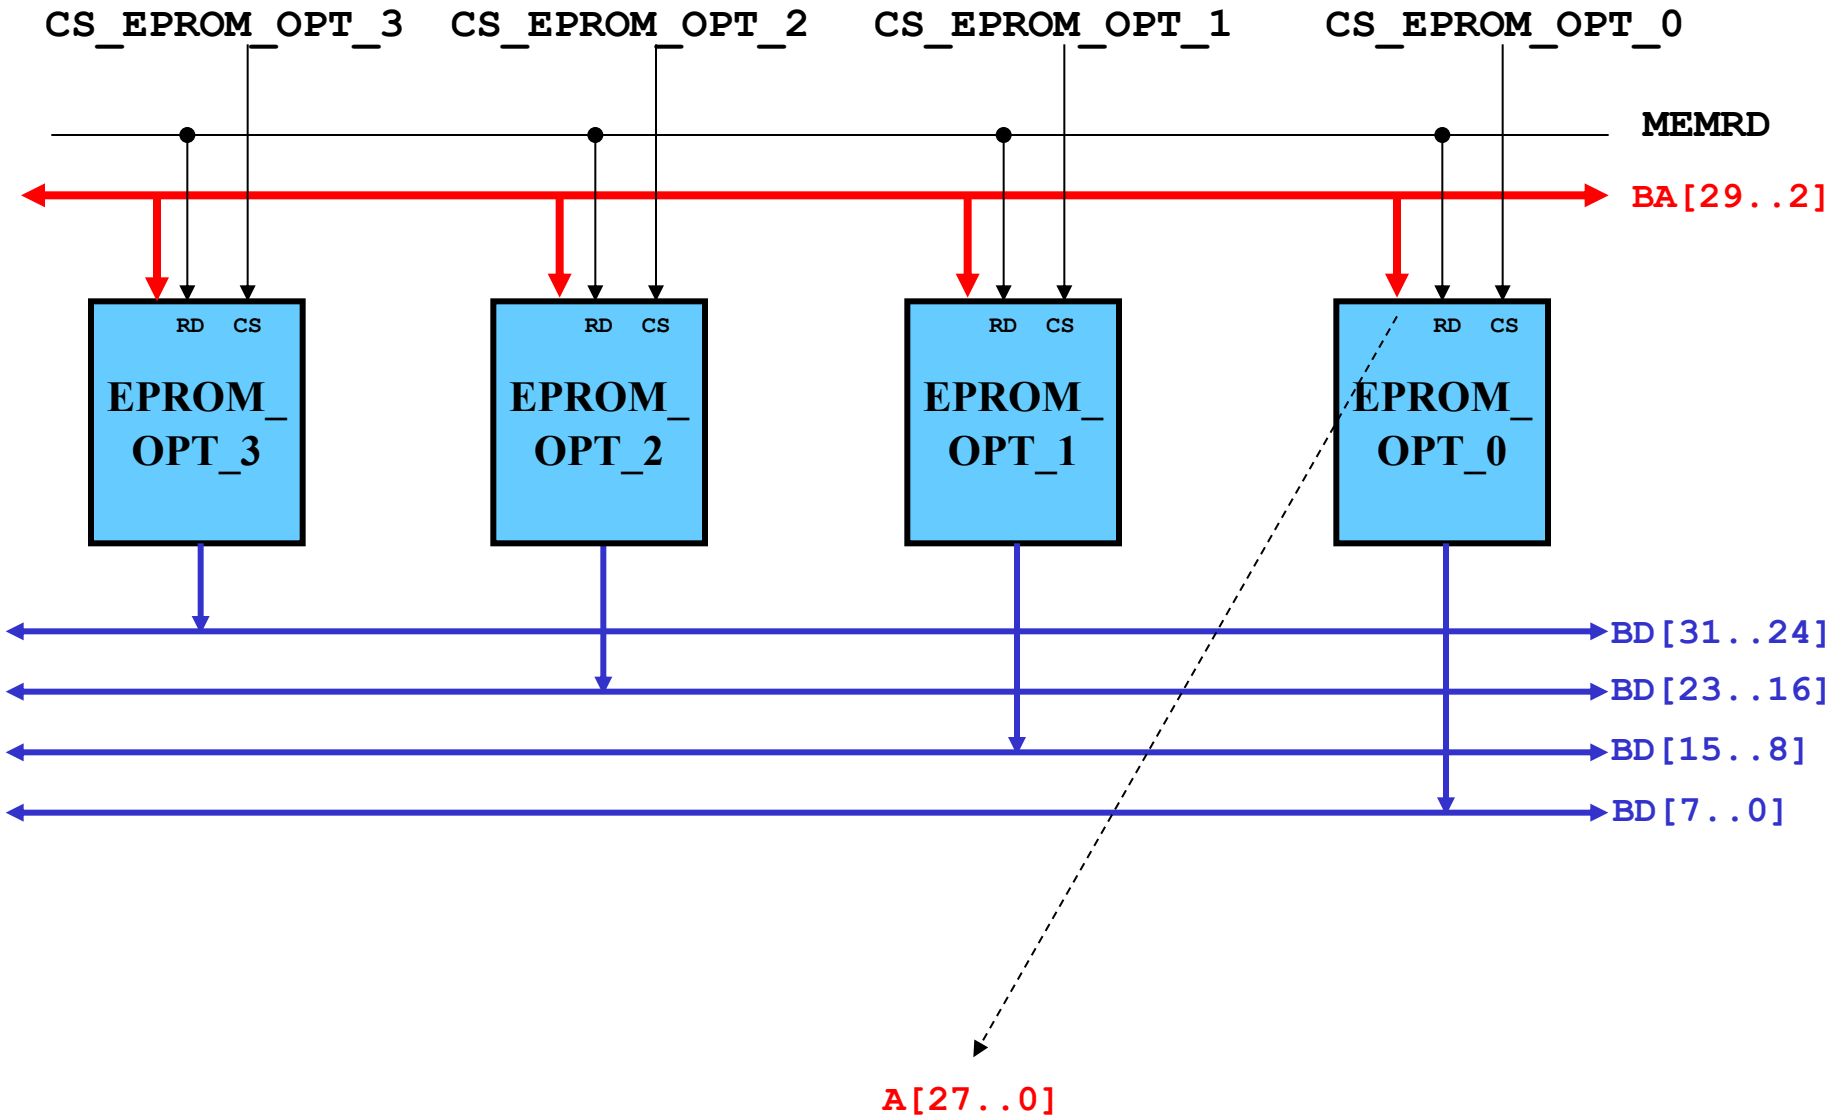 CS_EPROM_OPT_3 CS_EPROM_OPT_2 CS_EPROM_OPT_1 CS_EPROM_OPT_0
MEMRD
BA[29..2]
RD CS RD CS RD CS RD CS
EPROM_
OPT_3
EPROM_
OPT_2
EPROM_
OPT_1
EPROM_
OPT_0
BD[31..24]
BD[23..16]
BD[15..8]
BD[7..0]
A[27..0]